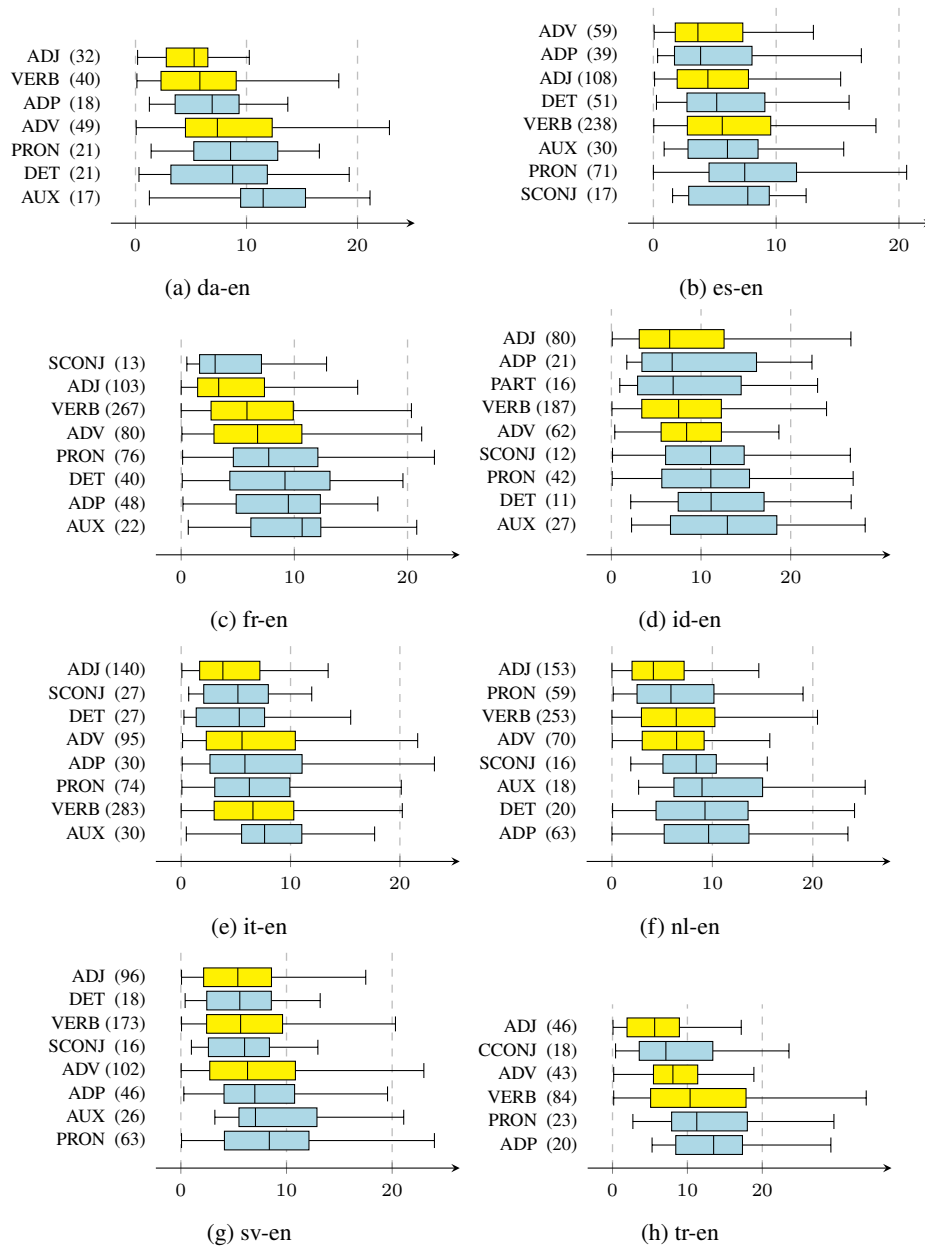 ADJ (32)
VERB (40)
ADP (18)
ADV (49)
PRON (21)
DET (21)
AUX (17)
0 10 20
(a) da-en
ADV (59)
ADP (39)
ADJ (108)
DET (51)
VERB (238)
AUX (30)
PRON (71)
SCONJ (17)
0 10 20
(b) es-en
SCONJ (13)
ADJ (103)
VERB (267)
ADV (80)
PRON (76)
DET (40)
ADP (48)
AUX (22)
0 10 20
(c) fr-en
ADJ (80)
ADP (21)
PART (16)
VERB (187)
ADV (62)
SCONJ (12)
PRON (42)
DET (11)
AUX (27)
0 10 20
(d) id-en
ADJ (140)
SCONJ (27)
DET (27)
ADV (95)
ADP (30)
PRON (74)
VERB (283)
AUX (30)
0 10 20
(e) it-en
ADJ (153)
PRON (59)
VERB (253)
ADV (70)
SCONJ (16)
AUX (18)
DET (20)
ADP (63)
0 10 20
(f) nl-en
ADJ (96)
DET (18)
VERB (173)
SCONJ (16)
ADV (102)
ADP (46)
AUX (26)
PRON (63)
0 10 20
(g) sv-en
ADJ (46)
CCONJ (18)
ADV (43)
VERB (84)
PRON (23)
ADP (20)
0 10 20
(h) tr-en